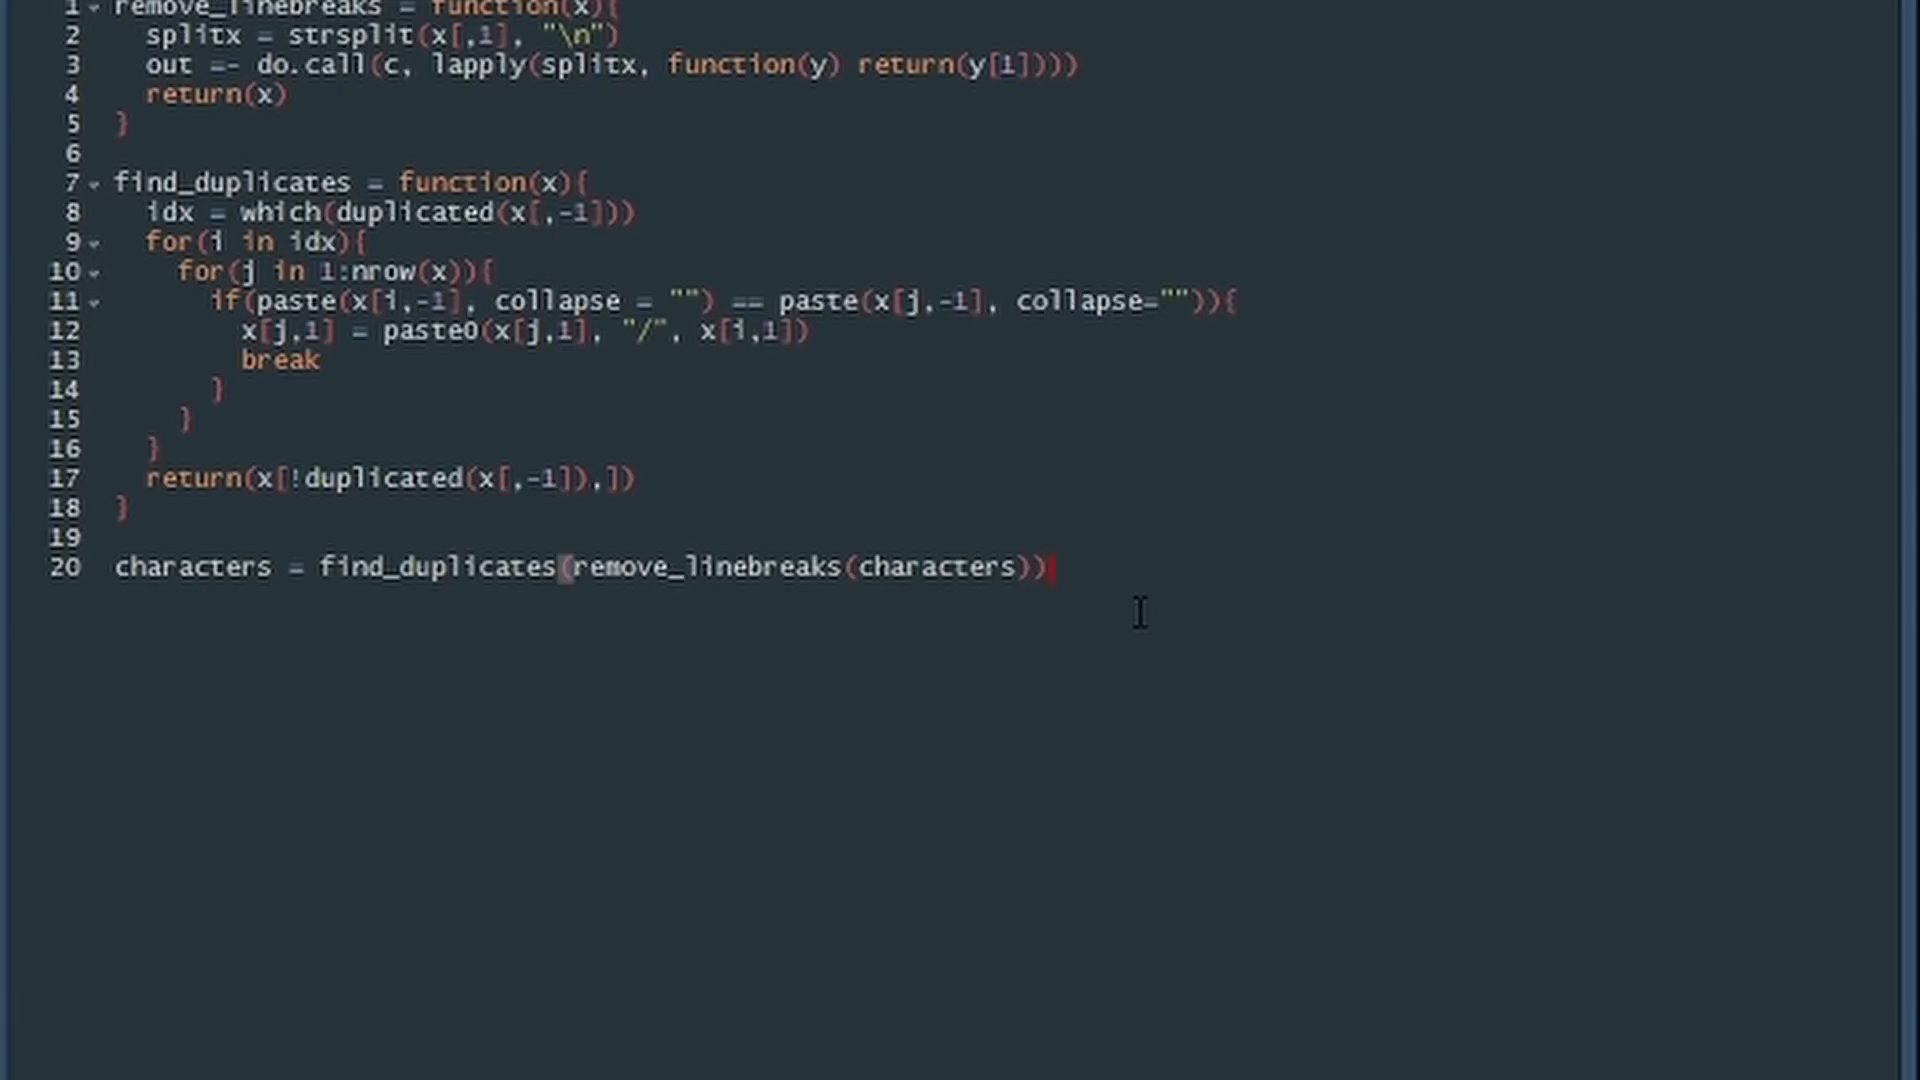 1 remove_linebreaks = function(x){
2 splitx = strsplit(x[,1], "\n")
3 out =- do.call(c, lapply(splitx, function(y) return(y[1])))
4 return(x)
5 }
6
7 find_duplicates = function(x){
8 idx = which(duplicated(x[,-1]))
9 for(i in idx){
10 for(j in 1:nrow(x)){
11 if(paste(x[i,-1], collapse = "") == paste(x[j,-1], collapse="")){
12 x[j,1] = paste0(x[j,1], "/", x[i,1])
13 break
14 }
15 }
16 }
17 return(x[!duplicated(x[,-1]),])
18 }
19
20 characters = find_duplicates(remove_linebreaks(characters))